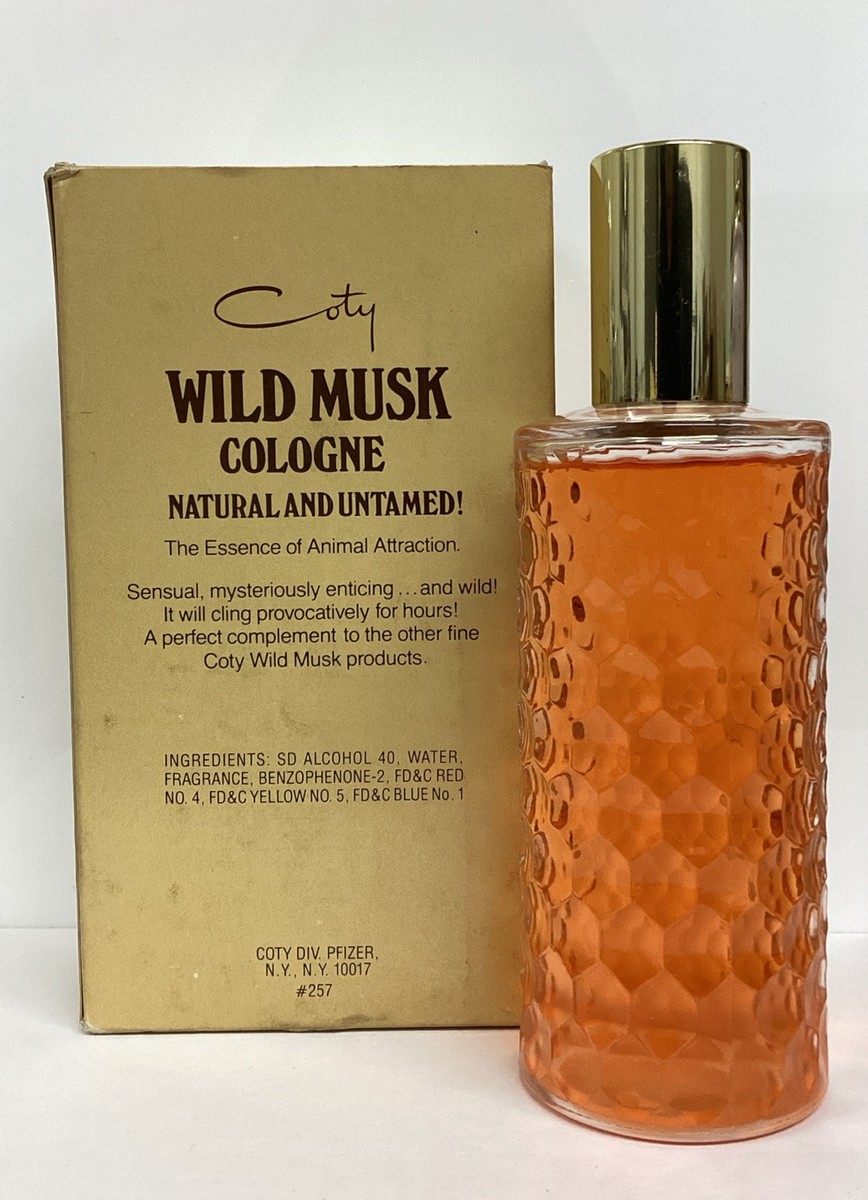 Coty
WILD MUSK
COLOGNE
NATURAL AND UNTAMED!
The Essence of Animal Attraction.
Sensual, mysteriously enticing...and wild!
It will cling provocatively for hours!
A perfect complement to the other fine
Coty Wild Musk products.
INGREDIENTS: SD ALCOHOL 40, WATER,
FRAGRANCE, BENZOPHENONE-2, FD&C RED
NO. 4, FD&C YELLOW NO. 5, FD&C BLUE No. 1
COTY DIV. PFIZER,
N.Y., N.Y. 10017
#257